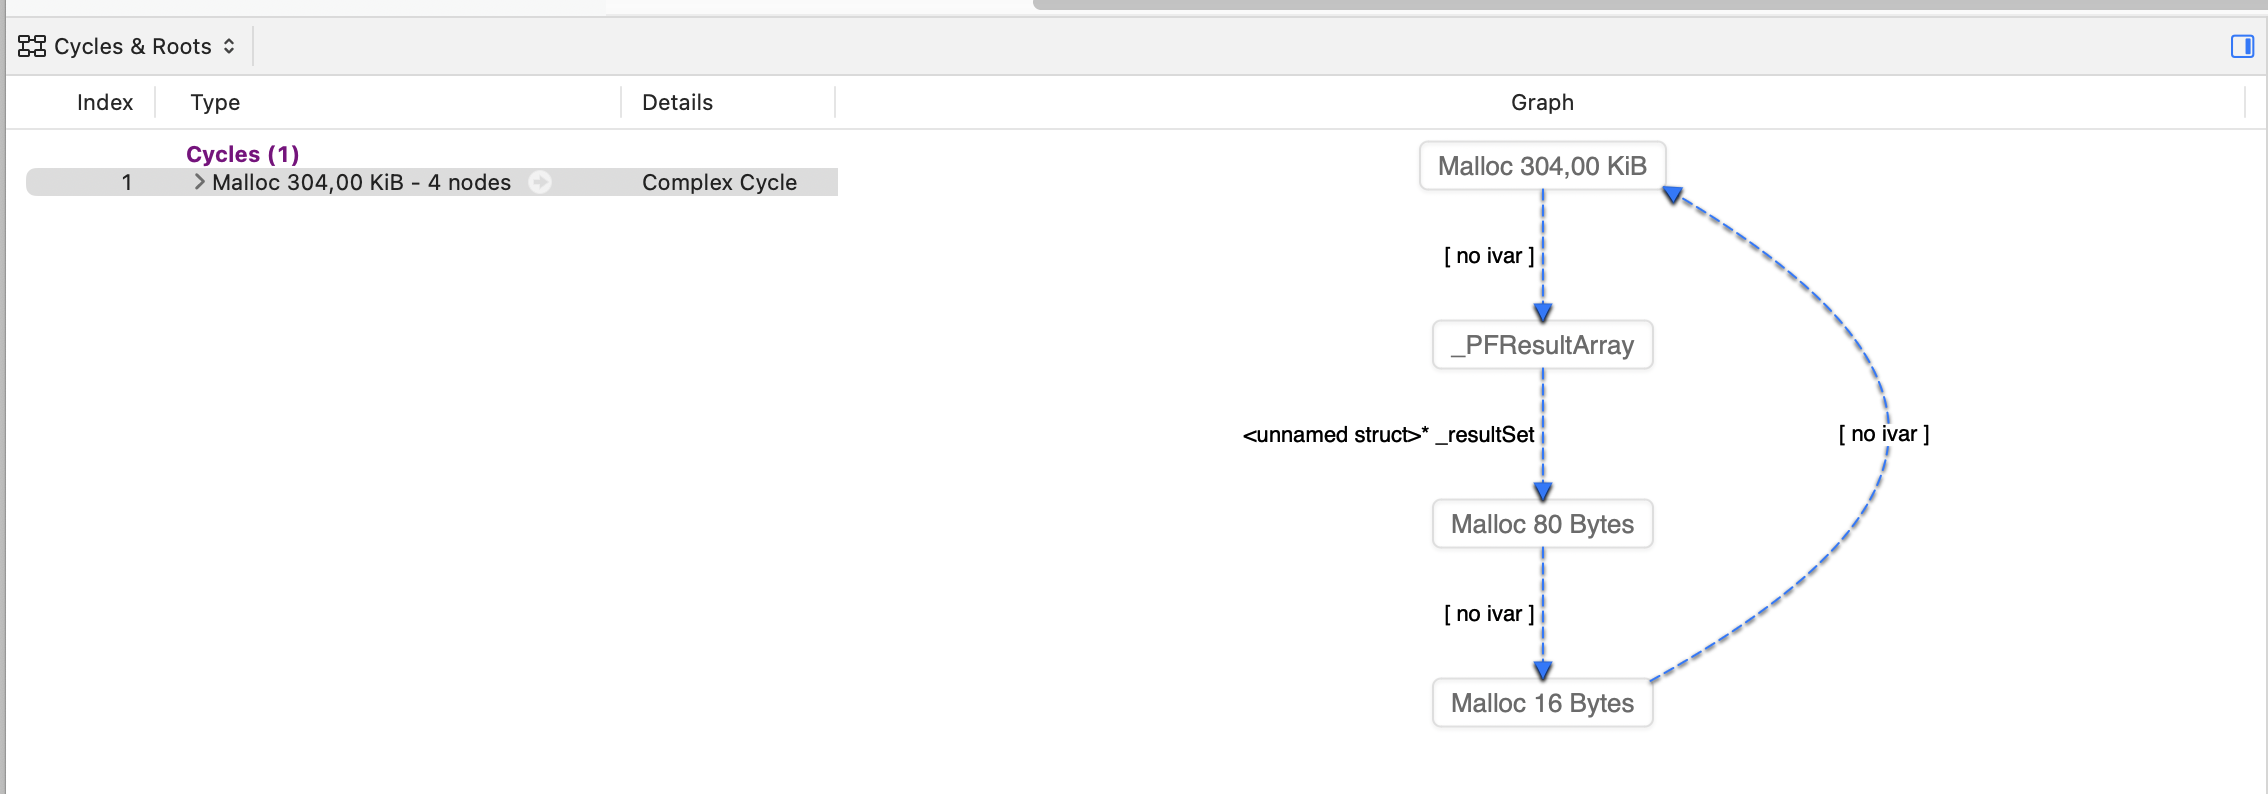 Cycles & Roots
Index Type Details Graph
Cycles (1)
1 Malloc 304,00 KiB - 4 nodes Complex Cycle
Malloc 304,00 KiB
[ no ivar ]
_PFResultArray
<unnamed struct>* _resultSet
[ no ivar ]
Malloc 80 Bytes
[ no ivar ]
Malloc 16 Bytes